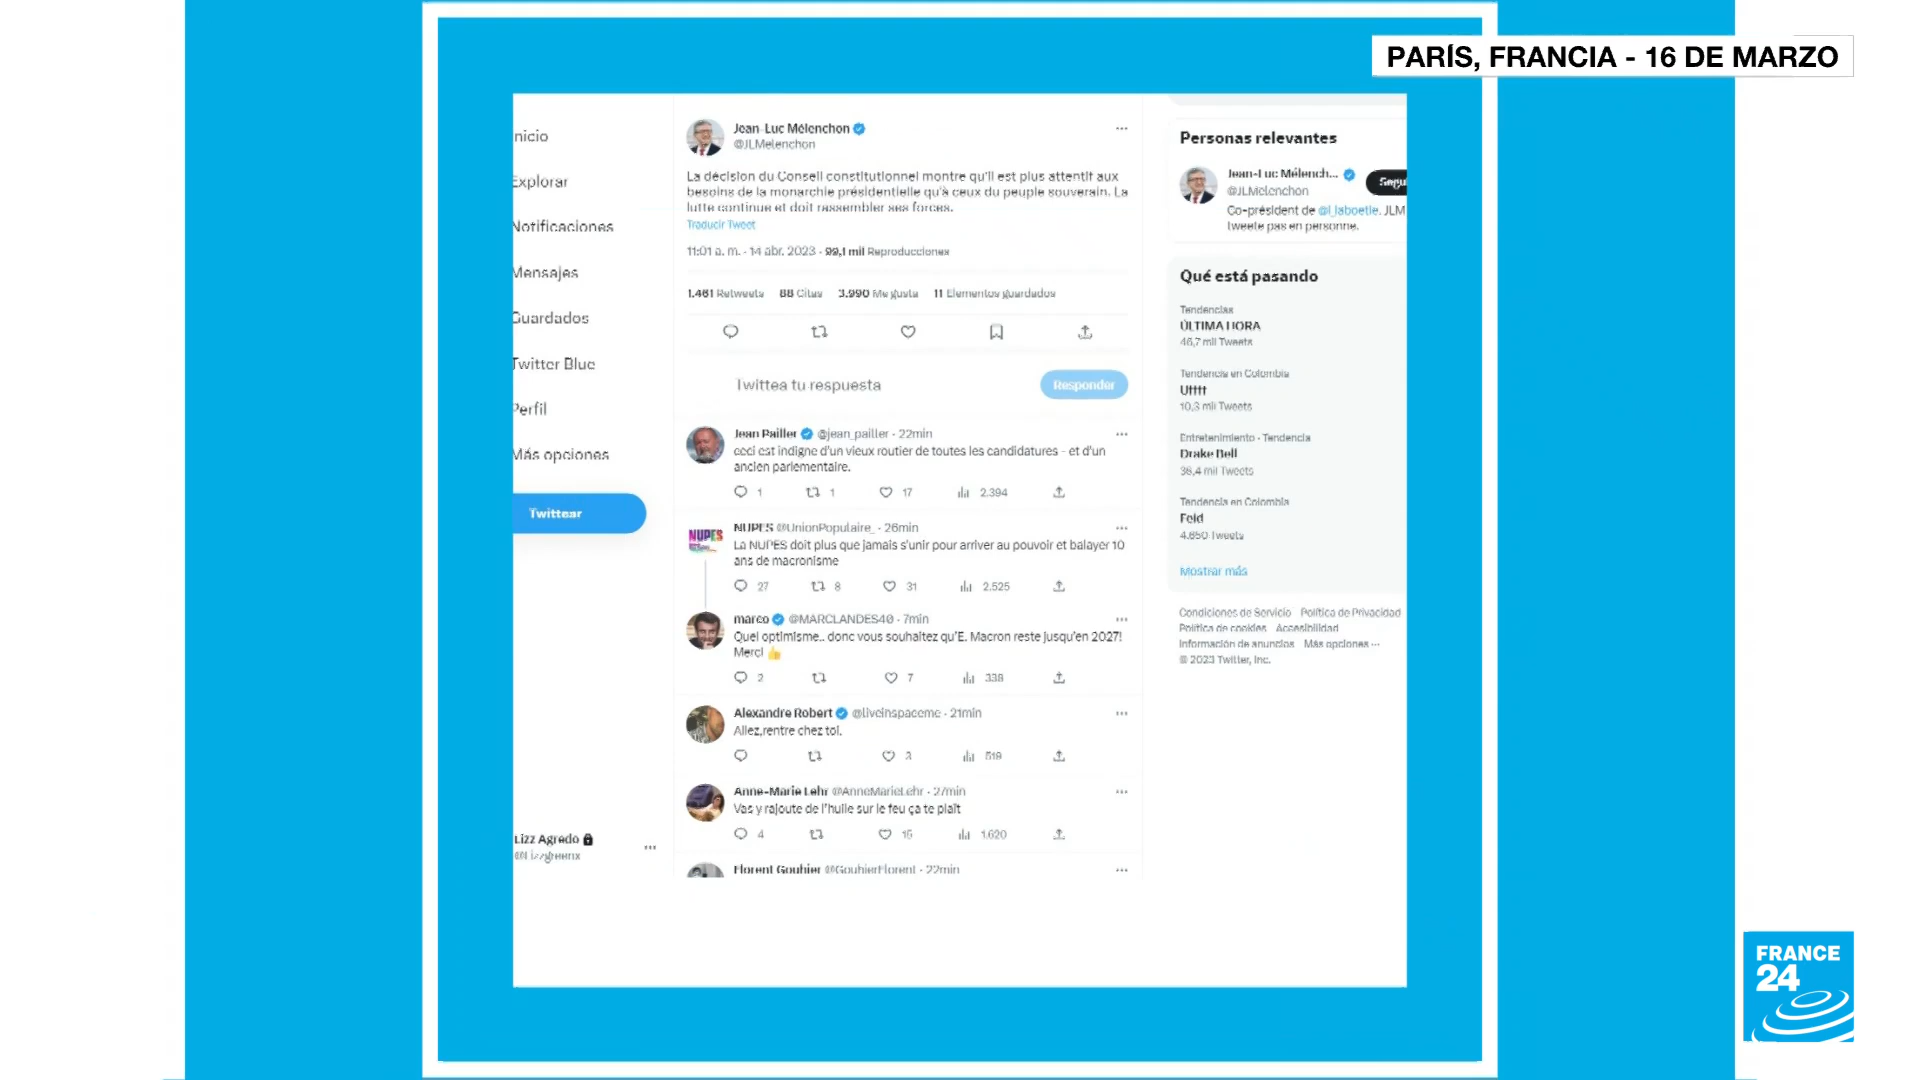 PARÍS, FRANCIA - 16 DE MARZO
nicio
Explorar
Notificaciones
Mensajes
Guardados
Twitter Blue
Perfil
Más opciones
Twittear
Lizz Agredo
Jean-Luc Mélenchon
@JLMelenchon
La décision du Conseil constitutionnel montre qu'il est plus attentif aux
besoins de la monarchie présidentielle qu'à ceux du peuple souverain. La
lutte continue et doit rassembler ses forces.
Traducir Tweet
11:01 a. m. · 14 abr. 2023 · 99,1 mil Reproducciones
1.461 Retweets 88 Citas 3.990 Me gusta 11 Elementos guardados
Twittea tu respuesta
Responder
Jean Pailler @jean_pailler · 22min
ceci est indigne d'un vieux routier de toutes les candidatures - et d'un
ancien parlementaire.
1 1 17 2.394
NUPES
NUPES @UnionPopulaire_ · 26min
La NUPES doit plus que jamais s'unir pour arriver au pouvoir et balayer 10
ans de macronisme
27 8 31 2.525
marco @MARCLANDES40 · 7min
Quel optimisme.. donc vous souhaitez qu'E. Macron reste jusqu'en 2027!
Merci 👍
2 7 338
Alexandre Robert @liveinspaceme · 21min
Allez,rentre chez toi.
3 519
Anne-Marie Lehr @AnneMarieLehr · 27min
Vas y rajoute de l'huile sur le feu ça te plaît
4 15 1.620
Florent Gouhier @GouhierFlorent · 22min
Personas relevantes
Jean-Luc Mélench...
@JLMelenchon
Segui
Co-président de @i_laboetie. JLM
tweete pas en personne.
Qué está pasando
Tendencias
ÚLTIMA HORA
46,7 mil Tweets
Tendencia en Colombia
Uffff
10,3 mil Tweets
Entretenimiento · Tendencia
Drake Bell
38,4 mil Tweets
Tendencia en Colombia
Feid
4.650 Tweets
Mostrar más
Condiciones de Servicio Política de Privacidad
Política de cookies Accesibilidad
Información de anuncios Más opciones ···
© 2023 Twitter, Inc.
FRANCE
24